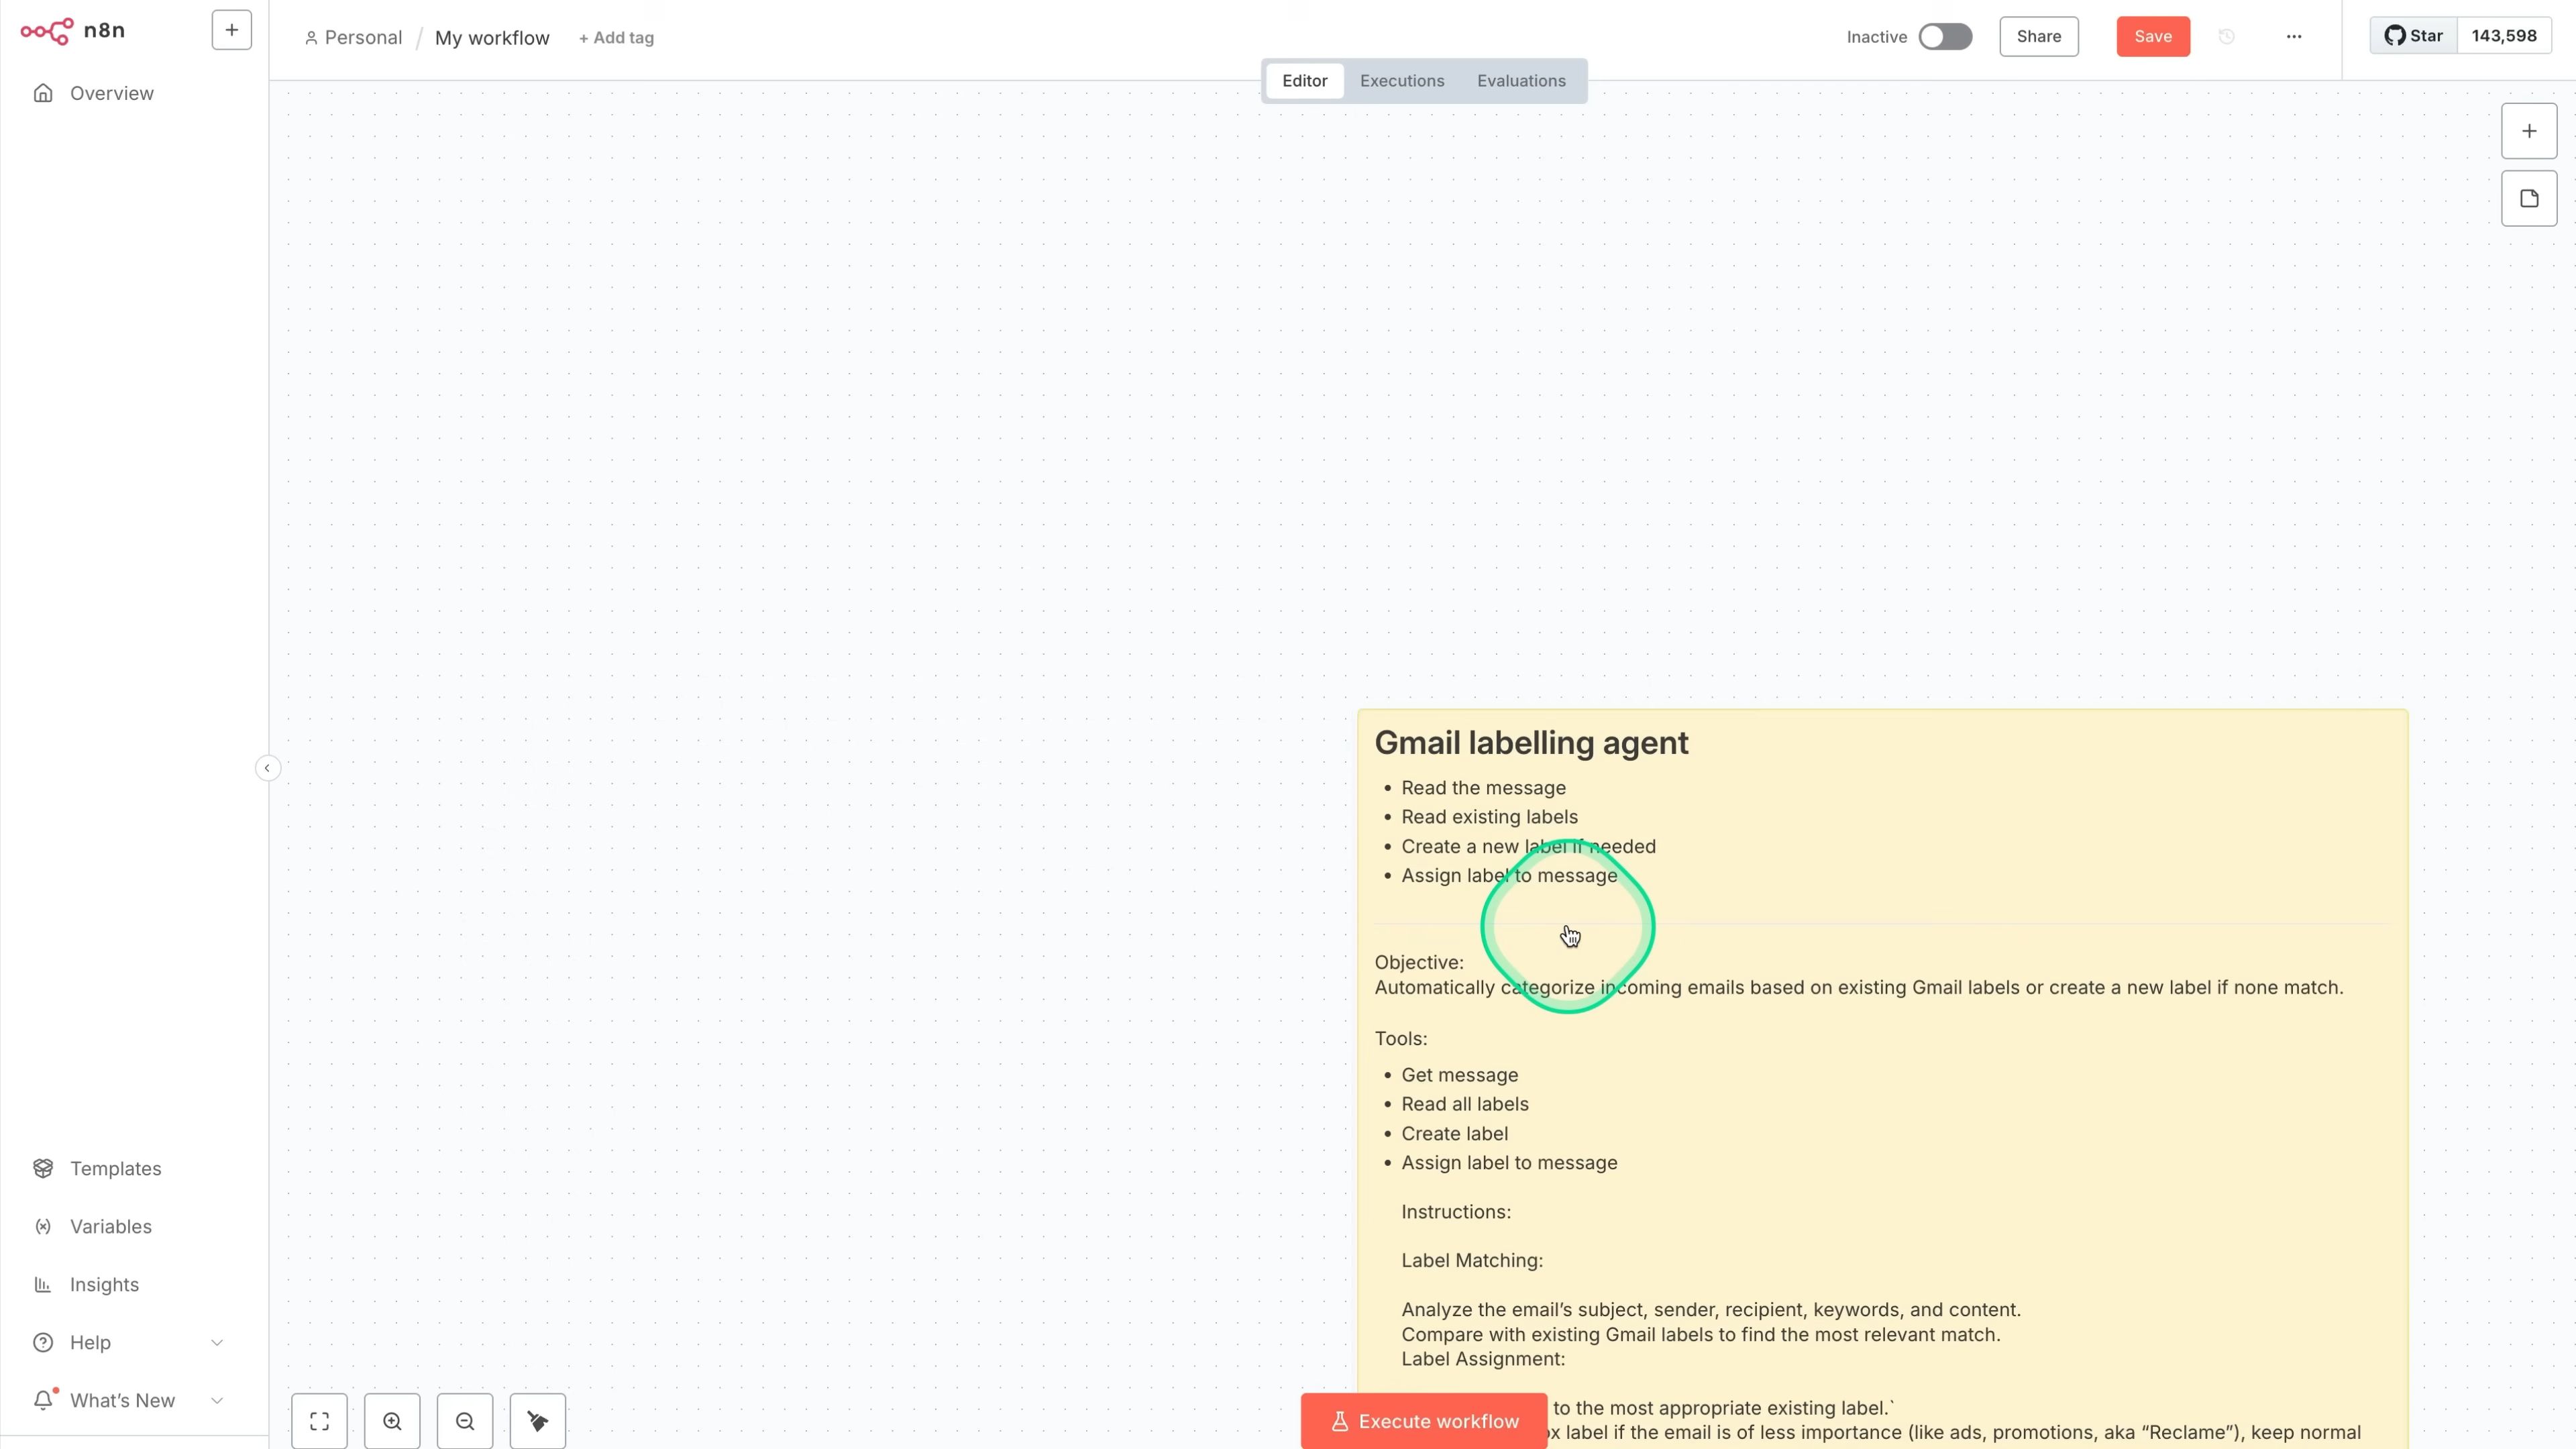 n8n
Personal / My workflow + Add tag
Inactive
Share
Save
Star 143,598
Editor Executions Evaluations
Overview
Gmail labelling agent
• Read the message
• Read existing labels
• Create a new label if needed
• Assign label to message
Objective:
Automatically categorize incoming emails based on existing Gmail labels or create a new label if none match.
Tools:
• Get message
• Read all labels
• Create label
• Assign label to message
Instructions:
Label Matching:
Analyze the email’s subject, sender, recipient, keywords, and content.
Compare with existing Gmail labels to find the most relevant match.
Label Assignment:
to the most appropriate existing label.`
label if the email is of less importance (like ads, promotions, aka “Reclame”), keep normal
Templates
Variables
Insights
Help
What’s New
Execute workflow